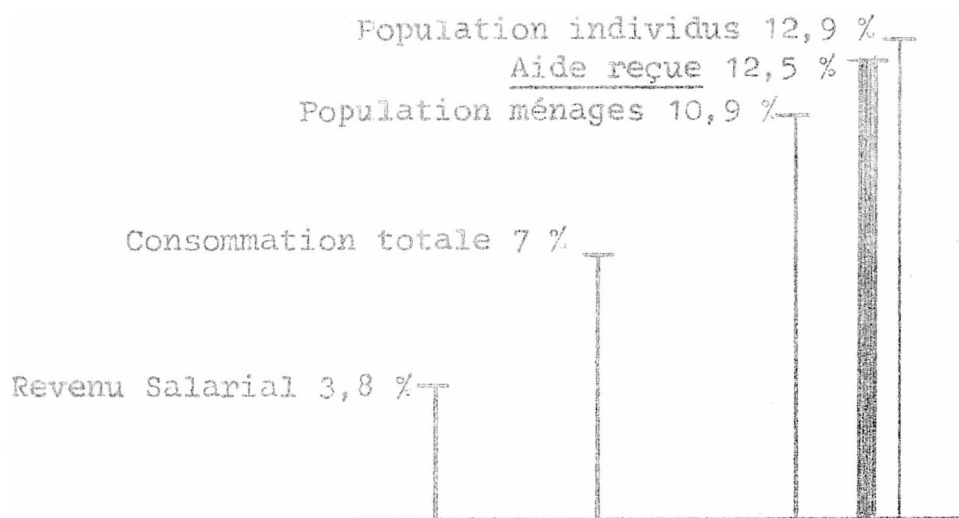 Population individus 12,9 %
Aide reçue 12,5 %
Population ménages 10,9 %
Consommation totale 7 %
Revenu Salarial 3,8 %